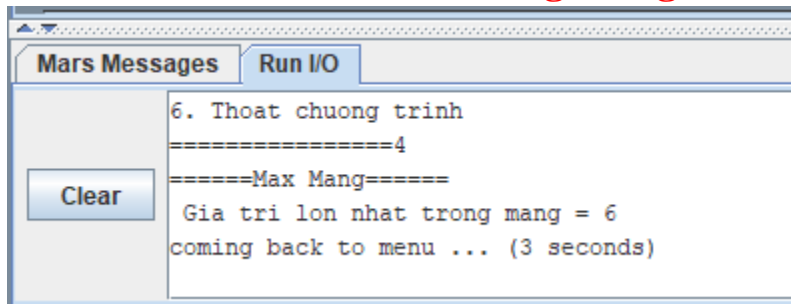 Mars Messages Run I/O
Clear
6. Thoat chuong trinh
================4
======Max Mang======
Gia tri lon nhat trong mang = 6
coming back to menu ... (3 seconds)